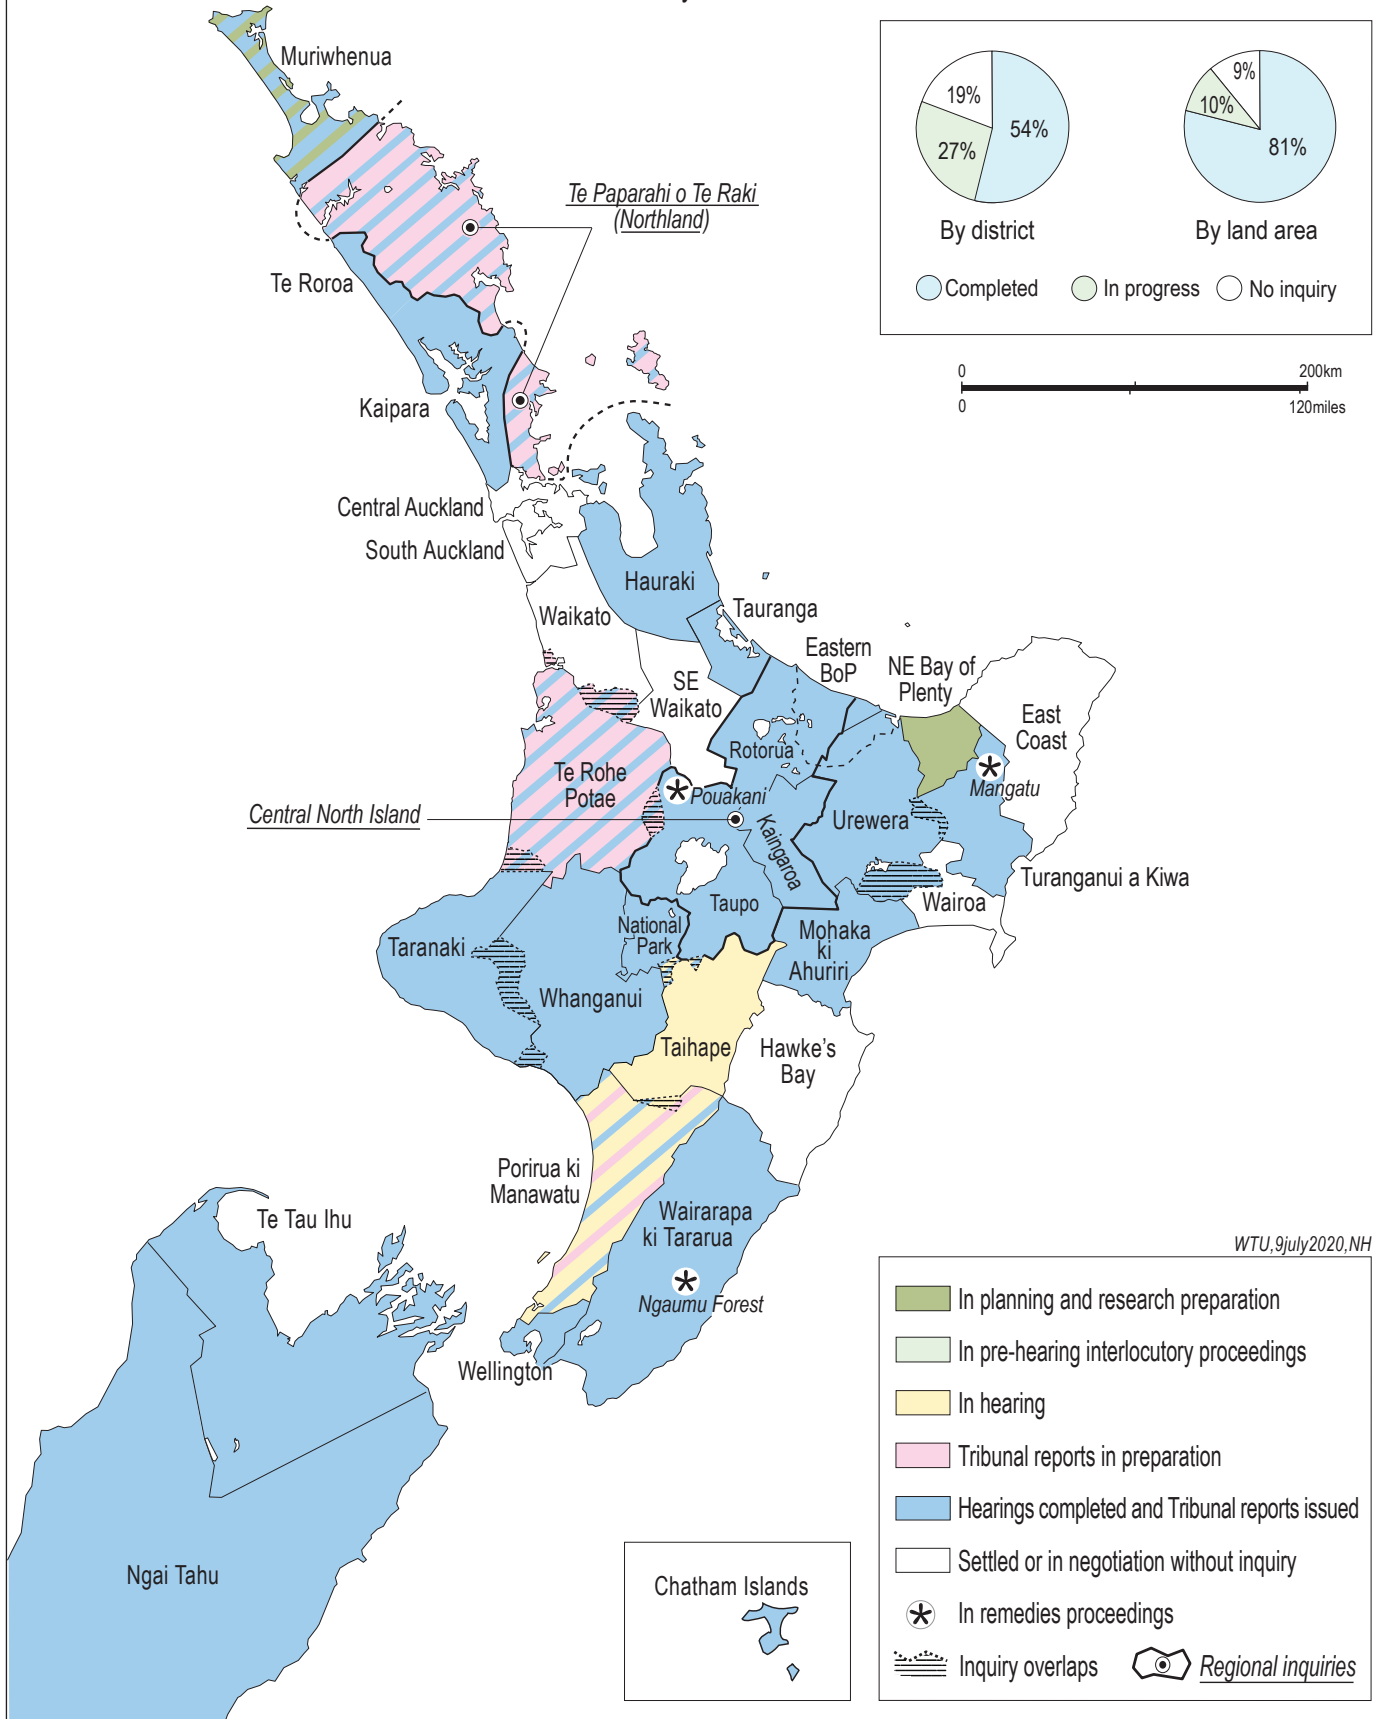 Muriwhenua
19%
54%
27%
By district
9%
10%
81%
By land area
Completed
In progress
No inquiry
Te Paparahi o Te Raki
(Northland)
Te Roroa
0
200km
0
120miles
Kaipara
Central Auckland
South Auckland
Hauraki
Waikato
Tauranga
Eastern
BoP
NE Bay of
Plenty
SE
Waikato
East
Coast
Rotorua
Te Rohe
Potae
Pouakani
Mangatu
Central North Island
Kaingaroa
Urewera
Turanganui a Kiwa
Taupo
Wairoa
National
Park
Mohaka
ki
Ahuriri
Taranaki
Whanganui
Taihape
Hawke's
Bay
Porirua ki
Manawatu
Te Tau Ihu
Wairarapa
ki Tararua
Ngaumu Forest
Wellington
WTU,9july2020,NH
In planning and research preparation
In pre-hearing interlocutory proceedings
In hearing
Tribunal reports in preparation
Hearings completed and Tribunal reports issued
Settled or in negotiation without inquiry
In remedies proceedings
Inquiry overlaps
Regional inquiries
Ngai Tahu
Chatham Islands